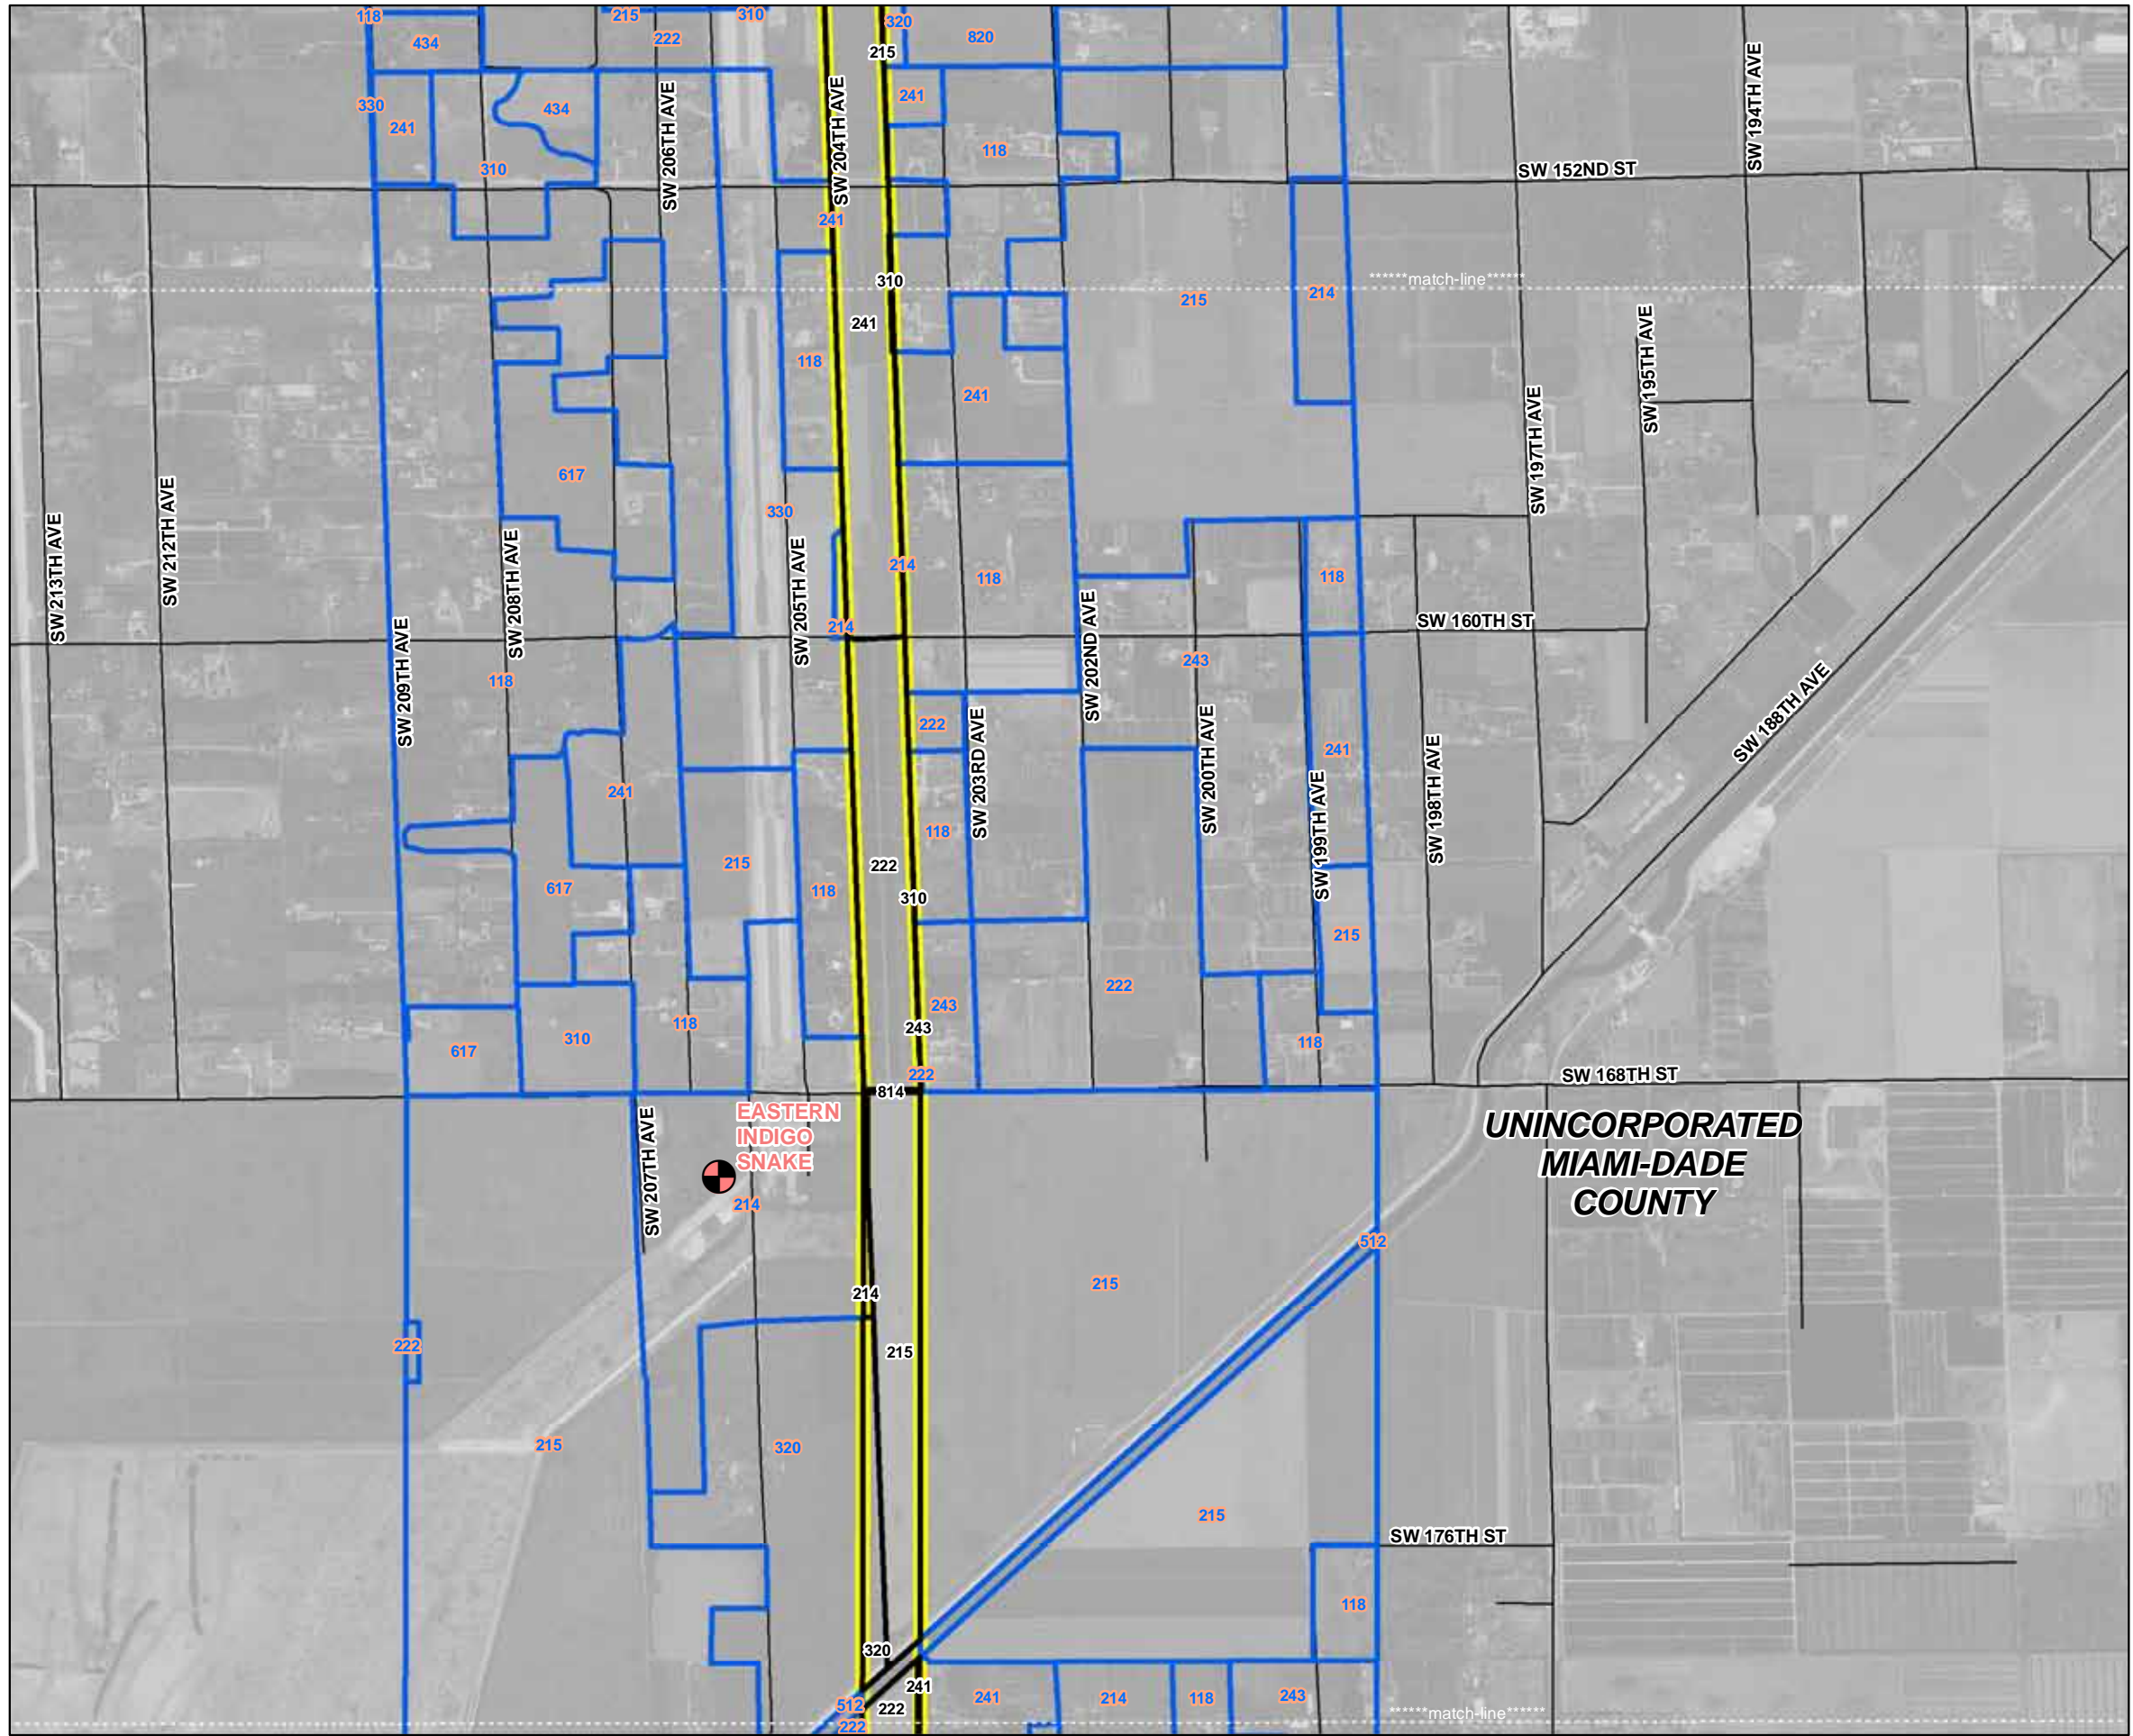 118
215
310
320
434
222
215
820
SW 194TH AVE
330
241
434
SW 206TH AVE
SW 204TH AVE
241
118
310
SW 152ND ST
241
310
******match-line******
215
214
241
118
241
SW 195TH AVE
SW 197TH AVE
617
330
SW 213TH AVE
SW 212TH AVE
SW 208TH AVE
SW 205TH AVE
214
118
118
214
SW 160TH ST
SW 209TH AVE
SW 202ND AVE
243
118
222
SW 203RD AVE
SW 200TH AVE
241
SW 198TH AVE
SW 188TH AVE
241
SW 199TH AVE
118
215
222
617
118
310
215
222
243
118
243
310
617
118
222
SW 168TH ST
814
EASTERN
INDIGO
SNAKE
SW 207TH AVE
UNINCORPORATED
MIAMI-DADE
COUNTY
214
512
215
214
222
215
215
320
215
SW 176TH ST
118
320
241
241
214
118
243
512
222
******match-line******
222